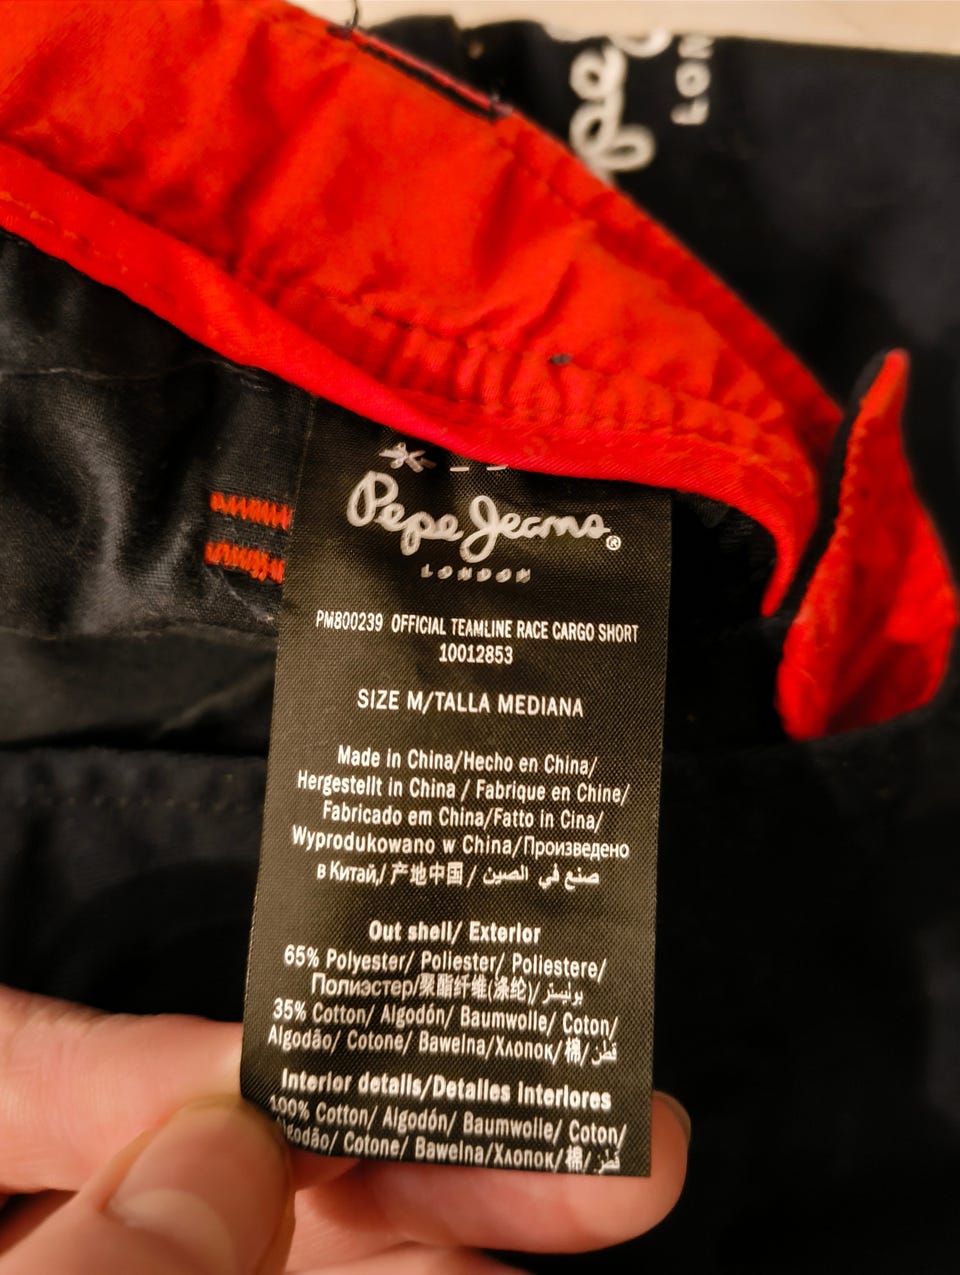 LON
Pepe Jeans®
LONDON
PM800239 OFFICIAL TEAMLINE RACE CARGO SHORT
10012853
SIZE M/TALLA MEDIANA
Made in China/Hecho en China/
Hergestellt in China / Fabrique en Chine/
Fabricado em China/Fatto in Cina/
Wyprodukowano w China/Произведено
в Китай,/ 产地中国 / صنع في الصين
Out shell/ Exterior
65% Polyester/ Poliester/ Poliestere/
Полиэстер/聚酯纤维(涤纶)/ بوليستر
35% Cotton/ Algodón/ Baumwolle/ Coton/
Algodão/ Cotone/ Bawelna/Хлопок/棉/ قطن
Interior details/Detalles Interiores
100% Cotton/ Algodón/ Baumwolle/ Coton/
Algodão/ Cotone/ Bawelna/Хлопок/棉/ قطن